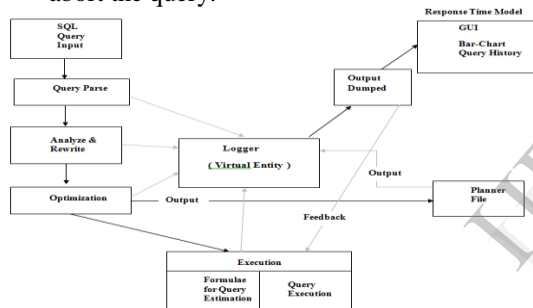 abort the query.
Response Time Model
SQL
Query
Input
GUI
Bar-Chart
Query History
Query Parse
Output
Dumped
Analyze &
Rewrite
Logger
( Virtual Entity )
Output
Optimization
Output
Planner
File
Feedback
Execution
Formulae
for Query
Estimation
Query
Execution